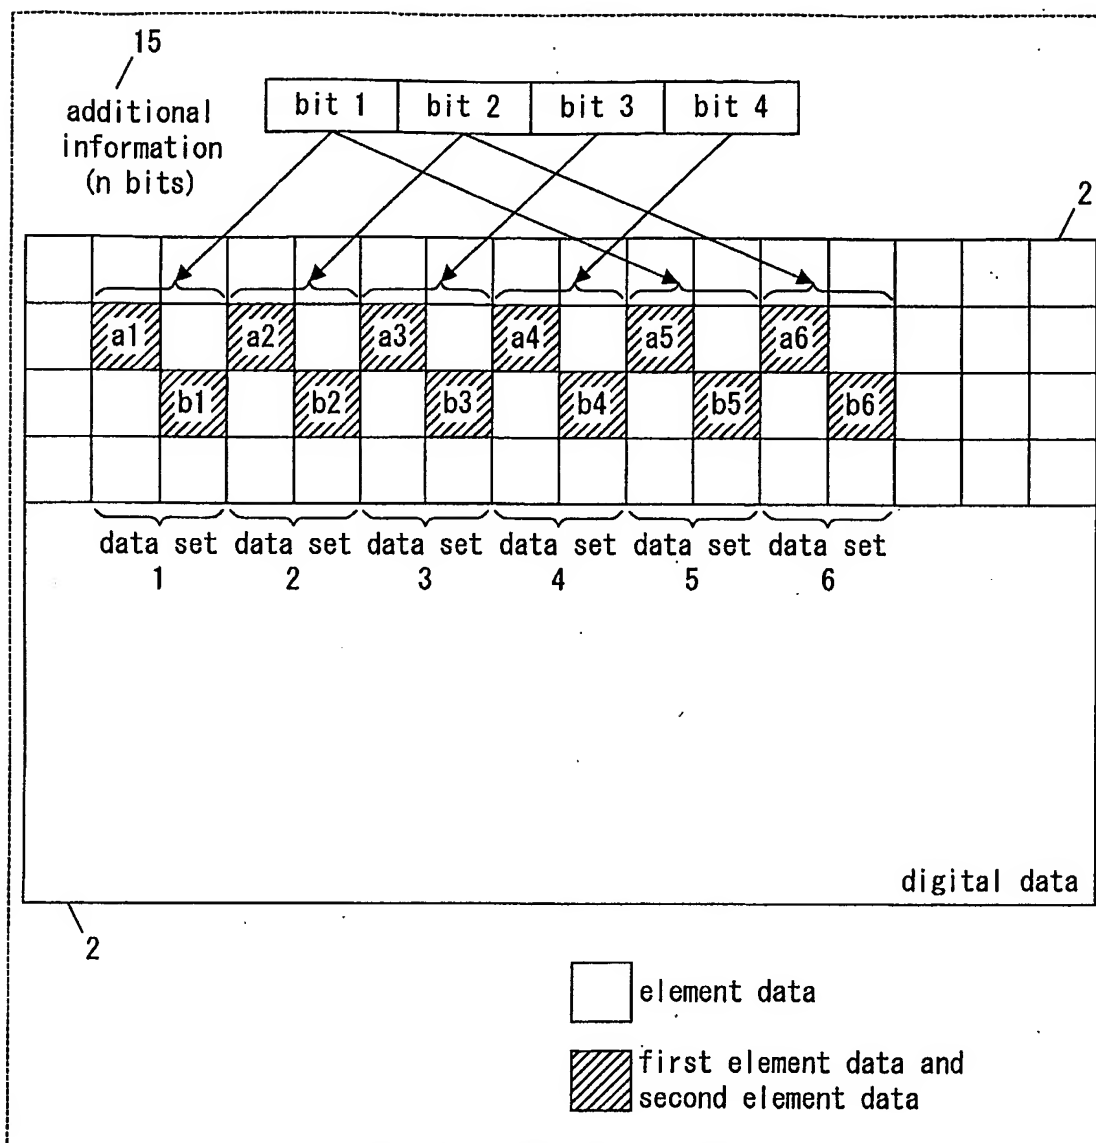 15
additional
information
(n bits)
bit 1 bit 2 bit 3 bit 4
2
a1 a2 a3 a4 a5 a6
b1 b2 b3 b4 b5 b6
data set data set data set data set data set data set
1 2 3 4 5 6
digital data
2
element data
first element data and
second element data